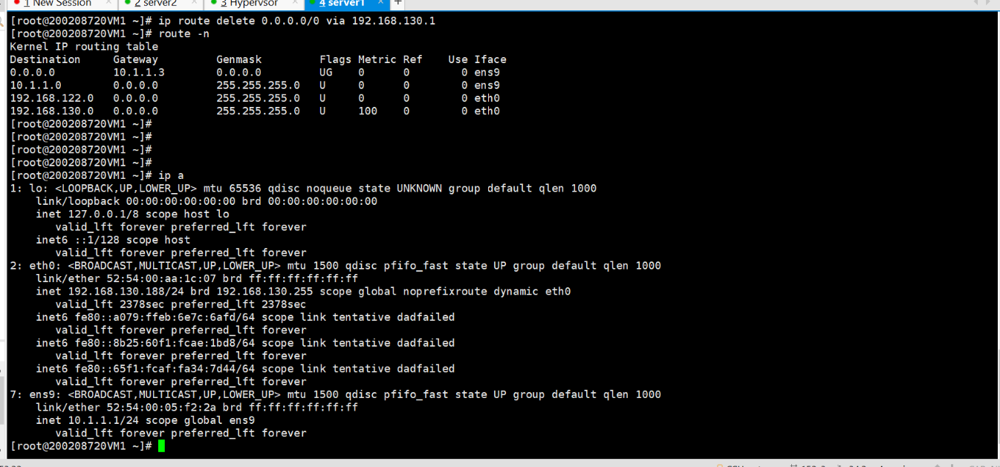 1 New Session × 2 server2 × 3 Hypervsor × 4 server1 × +
[root@200208720VM1 ~]# ip route delete 0.0.0.0/0 via 192.168.130.1
[root@200208720VM1 ~]# route -n
Kernel IP routing table
Destination     Gateway         Genmask         Flags Metric Ref    Use Iface
0.0.0.0         10.1.1.3        0.0.0.0         UG    0      0        0 ens9
10.1.1.0        0.0.0.0         255.255.255.0   U     0      0        0 ens9
192.168.122.0   0.0.0.0         255.255.255.0   U     0      0        0 eth0
192.168.130.0   0.0.0.0         255.255.255.0   U     100    0        0 eth0
[root@200208720VM1 ~]#
[root@200208720VM1 ~]#
[root@200208720VM1 ~]#
[root@200208720VM1 ~]#
[root@200208720VM1 ~]# ip a
1: lo: <LOOPBACK,UP,LOWER_UP> mtu 65536 qdisc noqueue state UNKNOWN group default qlen 1000
    link/loopback 00:00:00:00:00:00 brd 00:00:00:00:00:00
    inet 127.0.0.1/8 scope host lo
       valid_lft forever preferred_lft forever
    inet6 ::1/128 scope host
       valid_lft forever preferred_lft forever
2: eth0: <BROADCAST,MULTICAST,UP,LOWER_UP> mtu 1500 qdisc pfifo_fast state UP group default qlen 1000
    link/ether 52:54:00:aa:1c:07 brd ff:ff:ff:ff:ff:ff
    inet 192.168.130.188/24 brd 192.168.130.255 scope global noprefixroute dynamic eth0
       valid_lft 2378sec preferred_lft 2378sec
    inet6 fe80::a079:ffeb:6e7c:6afd/64 scope link tentative dadfailed
       valid_lft forever preferred_lft forever
    inet6 fe80::8b25:60f1:fcae:1bd8/64 scope link tentative dadfailed
       valid_lft forever preferred_lft forever
    inet6 fe80::65f1:fcaf:fa34:7d44/64 scope link tentative dadfailed
       valid_lft forever preferred_lft forever
7: ens9: <BROADCAST,MULTICAST,UP,LOWER_UP> mtu 1500 qdisc pfifo_fast state UP group default qlen 1000
    link/ether 52:54:00:05:f2:2a brd ff:ff:ff:ff:ff:ff
    inet 10.1.1.1/24 scope global ens9
       valid_lft forever preferred_lft forever
[root@200208720VM1 ~]#